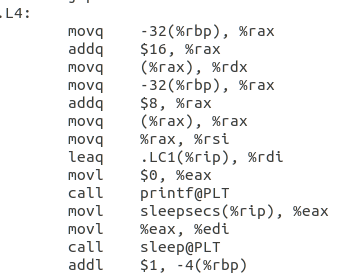 .L4:
movq -32(%rbp), %rax
addq $16, %rax
movq (%rax), %rdx
movq -32(%rbp), %rax
addq $8, %rax
movq (%rax), %rax
movq %rax, %rsi
leaq .LC1(%rip), %rdi
movl $0, %eax
call printf@PLT
movl sleepsecs(%rip), %eax
movl %eax, %edi
call sleep@PLT
addl $1, -4(%rbp)